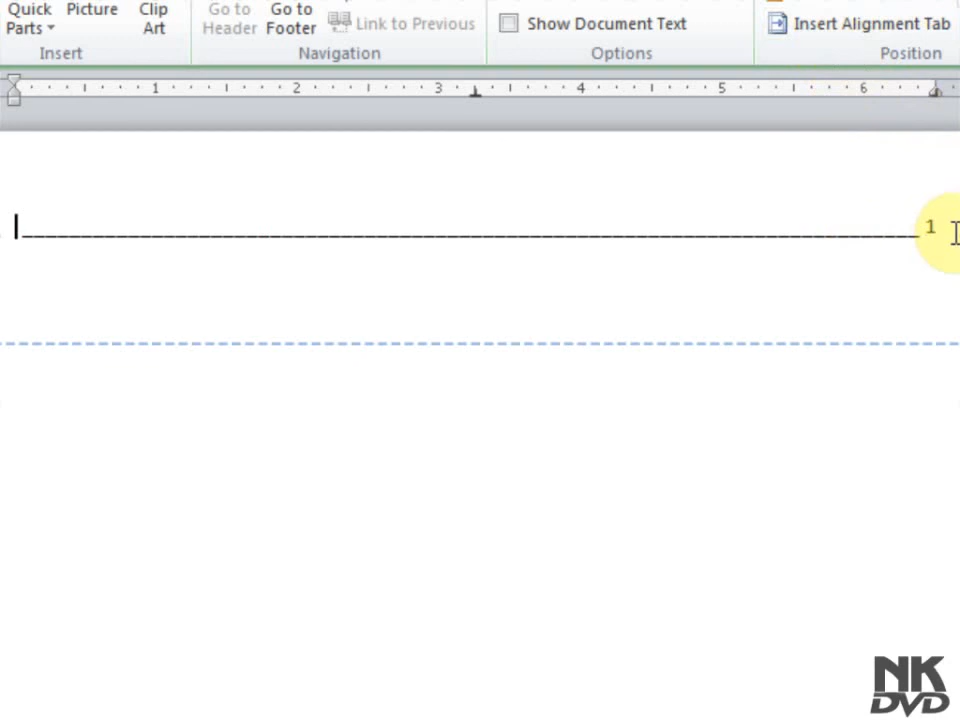 Quick Picture Clip Go to Go to
Parts Art Header Footer Link to Previous Show Document Text Insert Alignment Tab
Insert Navigation Options Position
1 2 3 4 5 6
1
NK
DVD